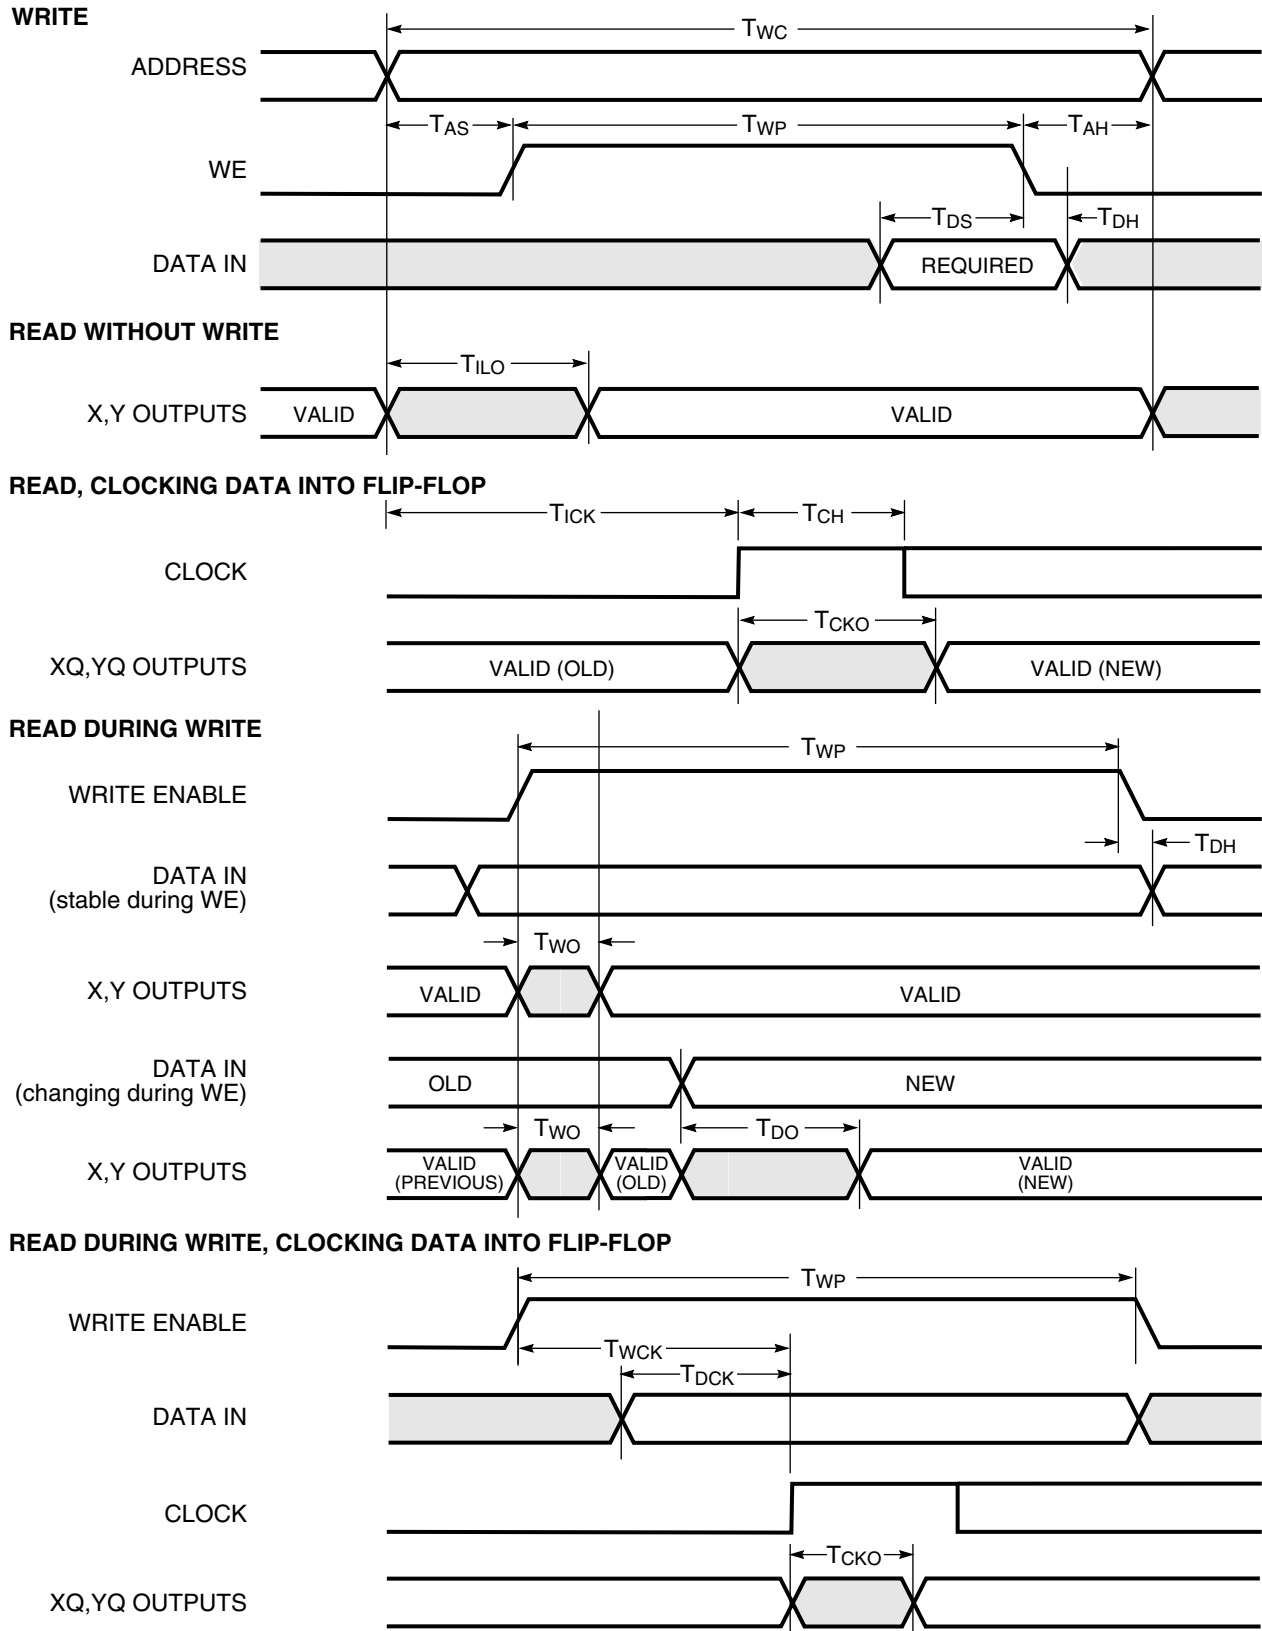 WRITE
TWC
ADDRESS
TAS
TWP
TAH
WE
TDS
TDH
DATA IN
REQUIRED
READ WITHOUT WRITE
TILO
X,Y OUTPUTS
VALID
VALID
READ, CLOCKING DATA INTO FLIP-FLOP
TICK
TCH
CLOCK
TCKO
XQ,YQ OUTPUTS
VALID (OLD)
VALID (NEW)
READ DURING WRITE
TWP
WRITE ENABLE
TDH
DATA IN
(stable during WE)
TWO
X,Y OUTPUTS
VALID
VALID
DATA IN
(changing during WE)
OLD
NEW
TWO
TDO
X,Y OUTPUTS
VALID
(PREVIOUS)
VALID
(OLD)
VALID
(NEW)
READ DURING WRITE, CLOCKING DATA INTO FLIP-FLOP
TWP
WRITE ENABLE
TWCK
TDCK
DATA IN
CLOCK
TCKO
XQ,YQ OUTPUTS